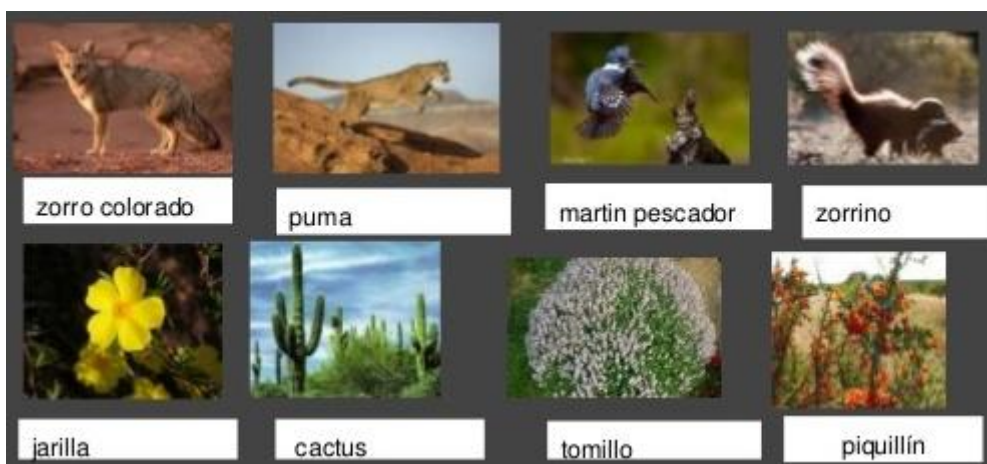 zorro colorado
puma
martin pescador
zorrino
jarilla
cactus
tomillo
piquillín